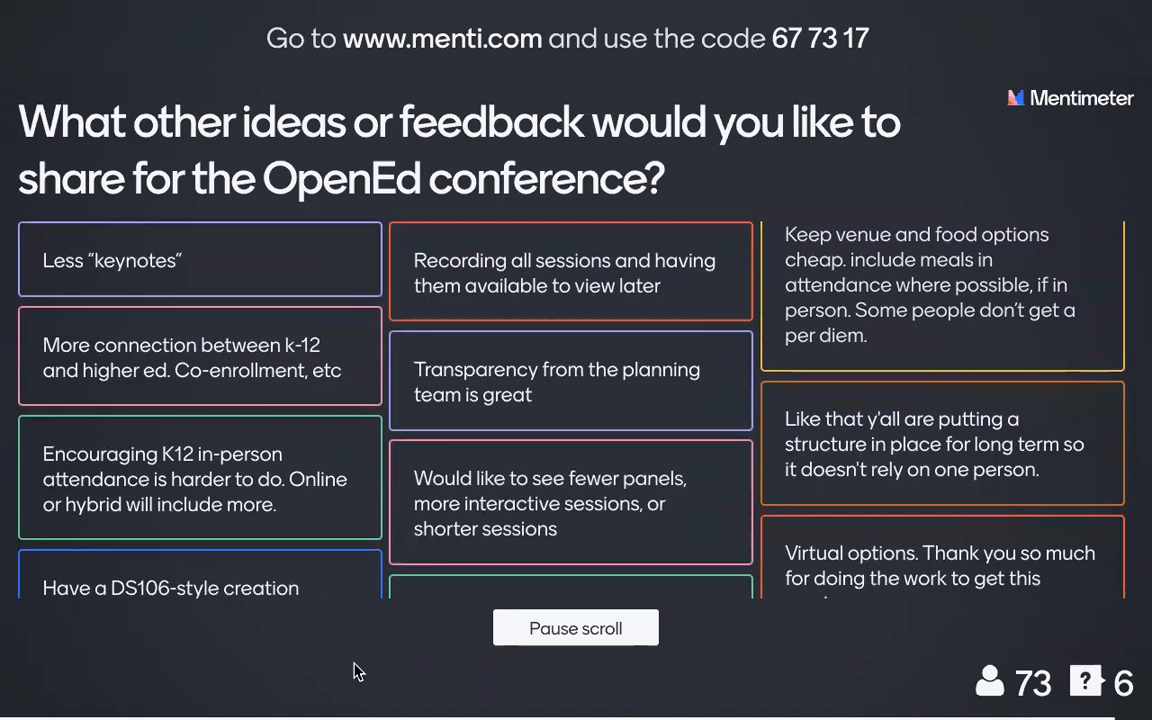 Go to www.menti.com and use the code 67 73 17
Mentimeter
What other ideas or feedback would you like to
share for the OpenEd conference?
Less "keynotes"
More connection between k-12
and higher ed. Co-enrollment, etc
Encouraging K12 in-person
attendance is harder to do. Online
or hybrid will include more.
Have a DS106-style creation
Recording all sessions and having
them available to view later
Transparency from the planning
team is great
Would like to see fewer panels,
more interactive sessions, or
shorter sessions
Keep venue and food options
cheap. include meals in
attendance where possible, if in
person. Some people don't get a
per diem.
Like that y'all are putting a
structure in place for long term so
it doesn't rely on one person.
Virtual options. Thank you so much
for doing the work to get this
Pause scroll
73
? 6